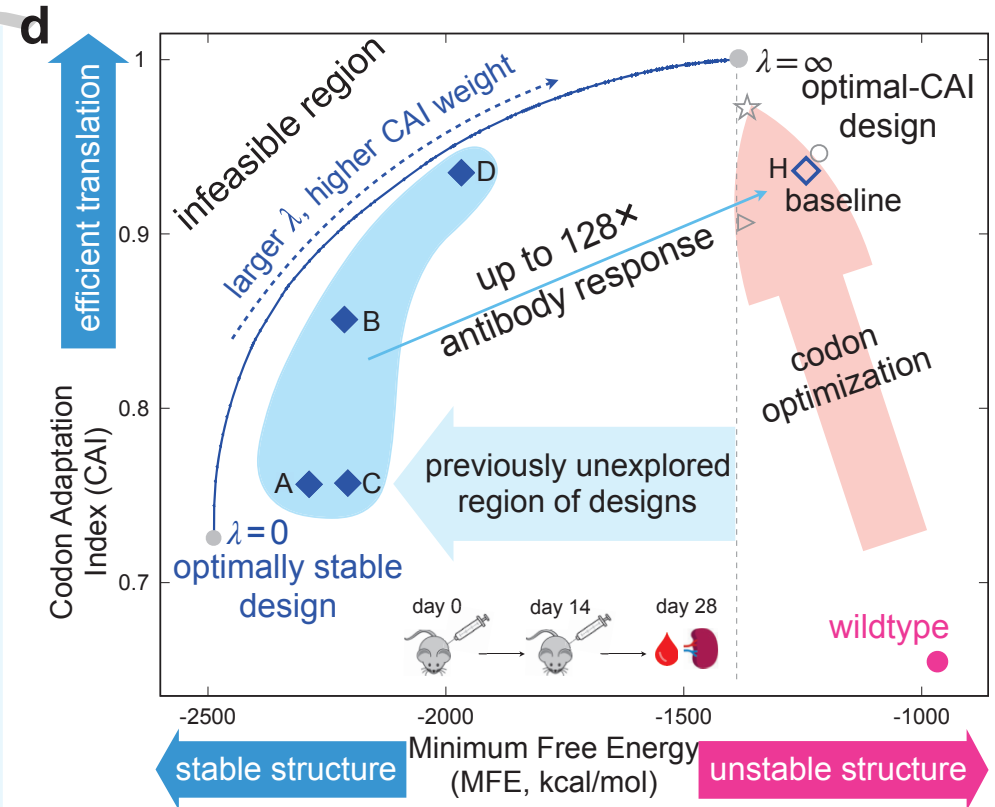 d
efficient translation
Codon Adaptation
Index (CAI)
1
0.9
0.8
0.7
infeasible region
larger λ, higher CAI weight
λ=∞
optimal-CAI
design
H
baseline
D
up to 128×
antibody response
B
codon
optimization
A
C
previously unexplored
region of designs
λ=0
optimally stable
design
day 0
day 14
day 28
wildtype
-2500
-2000
-1500
-1000
stable structure
Minimum Free Energy
(MFE, kcal/mol)
unstable structure